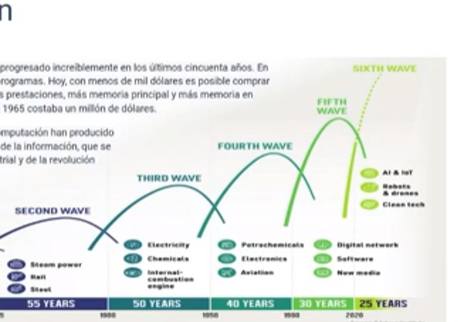 n
progresado increíblemente en los últimos cincuenta años. En
rogramas. Hoy, con menos de mil dólares es posible comprar
s prestaciones, más memoria principal y más memoria en
1965 costaba un millón de dólares.
omputación han producido
de la información, que se
trial y de la revolución
SIXTH WAVE
FIFTH
WAVE
FOURTH WAVE
THIRD WAVE
SECOND WAVE
AI & IoT
Robots
& drones
Clean tech
Steam power
Rail
Steel
Electricity
Chemicals
Internal-
combustion
engine
Petrochemicals
Electronics
Aviation
Digital network
Software
New media
55 YEARS
50 YEARS
40 YEARS
30 YEARS
25 YEARS
1900
1950
1990
2020